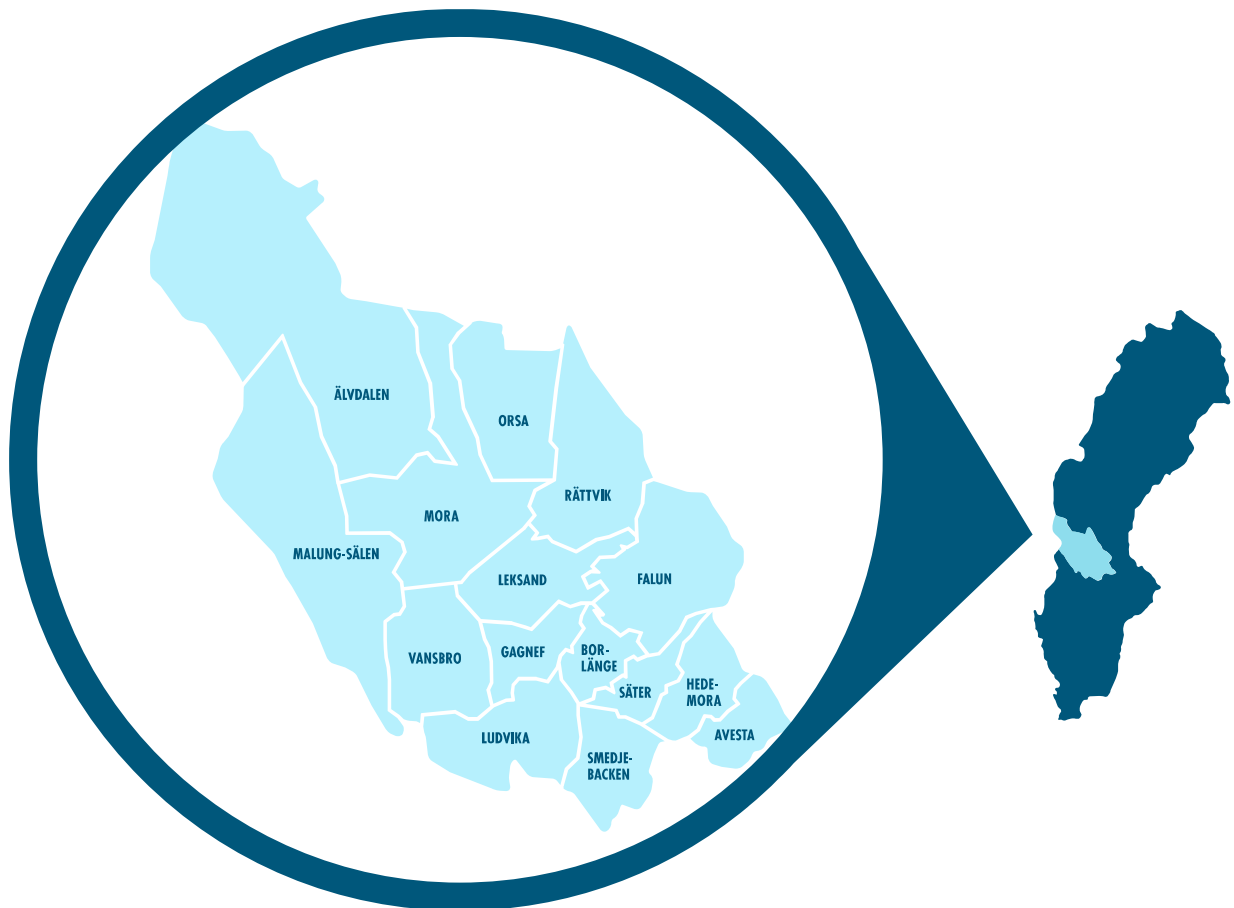 ÄLVDALEN
ORSA
RÄTTVIK
MORA
MALUNG-SÄLEN
LEKSAND
FALUN
VANSBRO
GAGNEF
BOR-
LÄNGE
SÄTER
HEDE-
MORA
LUDVIKA
AVESTA
SMEDJE-
BACKEN